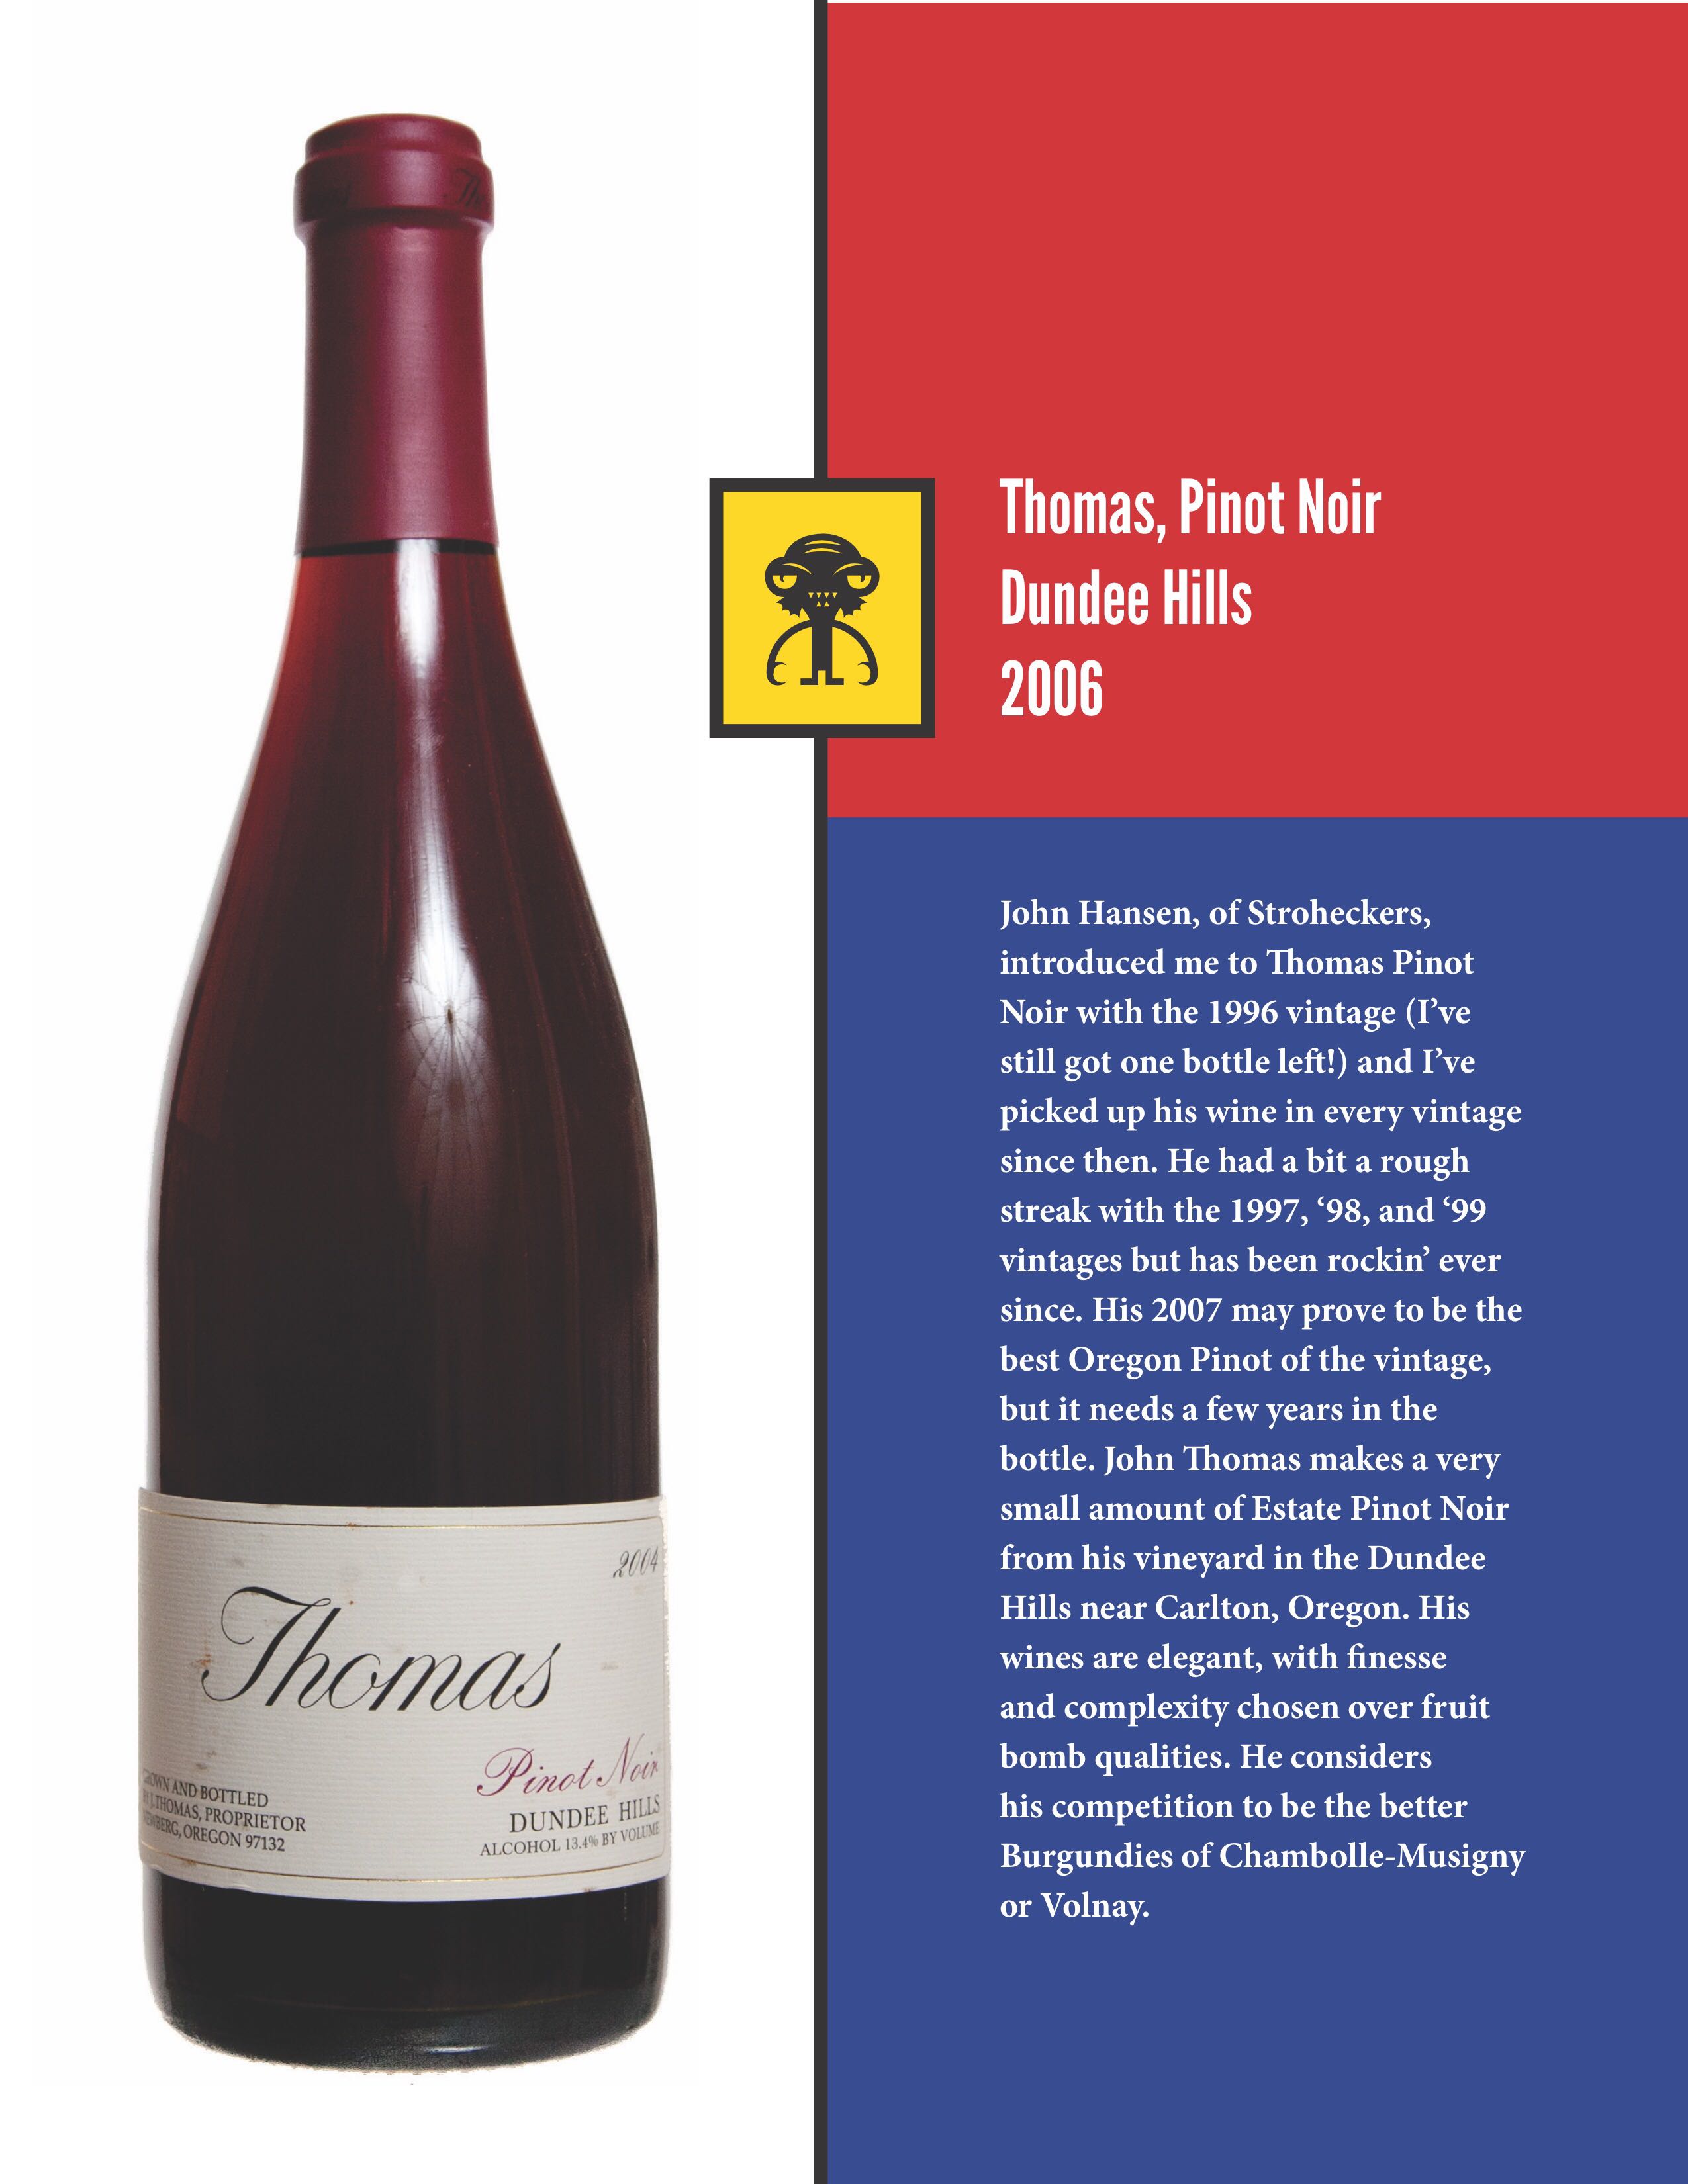 Thomas, Pinot Noir
Dundee Hills
2006
John Hansen, of Stroheckers,
introduced me to Thomas Pinot
Noir with the 1996 vintage (I’ve
still got one bottle left!) and I’ve
picked up his wine in every vintage
since then. He had a bit a rough
streak with the 1997, ‘98, and ‘99
vintages but has been rockin’ ever
since. His 2007 may prove to be the
best Oregon Pinot of the vintage,
but it needs a few years in the
bottle. John Thomas makes a very
small amount of Estate Pinot Noir
from his vineyard in the Dundee
Hills near Carlton, Oregon. His
wines are elegant, with finesse
and complexity chosen over fruit
bomb qualities. He considers
his competition to be the better
Burgundies of Chambolle-Musigny
or Volnay.
2004
Thomas
Pinot Noir
DUNDEE HILLS
ALCOHOL 13.4% BY VOLUME
AND BOTTLED
J. THOMAS, PROPRIETOR
OREGON 97132